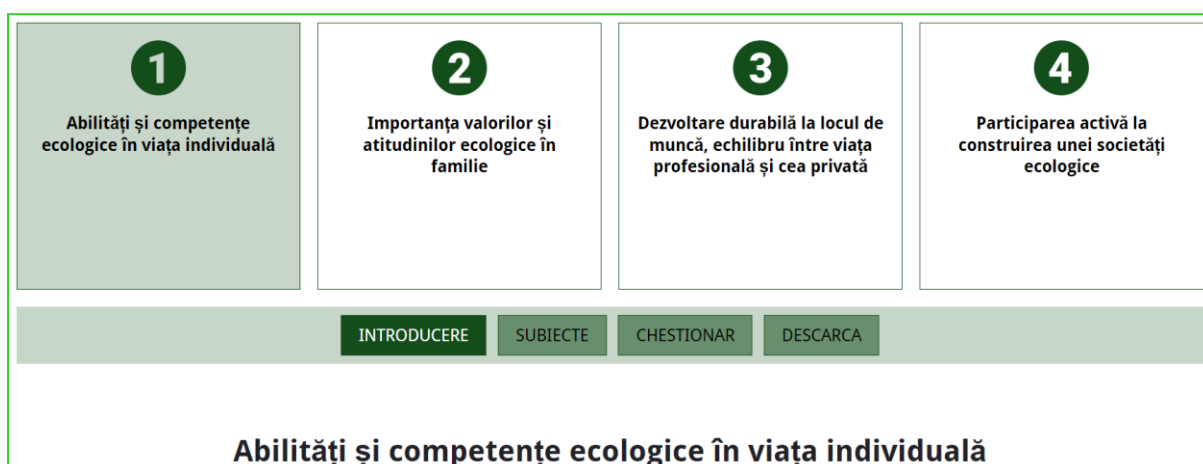 1
Abilități și competențe
ecologice în viața individuală
2
Importanța valorilor și
atitudinilor ecologice în
familie
3
Dezvoltare durabilă la locul de
muncă, echilibru între viața
profesională și cea privată
4
Participarea activă la
construirea unei societăți
ecologice
INTRODUCERE SUBIECTE CHESTIONAR DESCARCA
Abilități și competențe ecologice în viața individuală